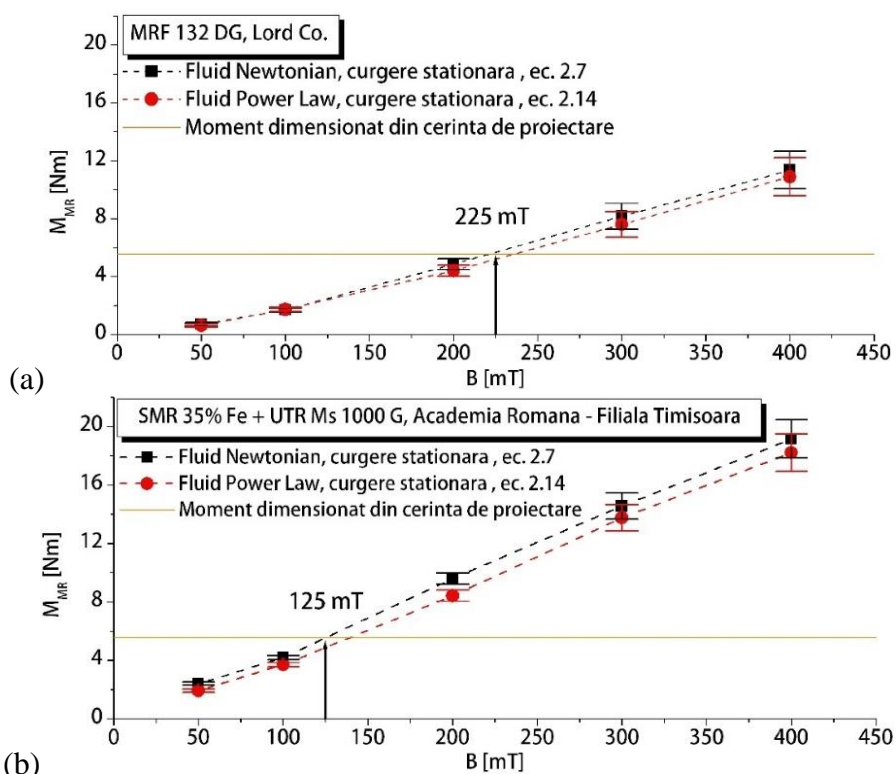 MRF 132 DG, Lord Co.
Fluid Newtonian, curgere stationara , ec. 2.7
Fluid Power Law, curgere stationara , ec. 2.14
Moment dimensionat din cerinta de proiectare
M_MR [Nm]
20
16
12
8
4
0
225 mT
0 50 100 150 200 250 300 350 400 450
B [mT]
(a)
SMR 35% Fe + UTR Ms 1000 G, Academia Romana - Filiala Timisoara
Fluid Newtonian, curgere stationara , ec. 2.7
Fluid Power Law, curgere stationara , ec. 2.14
Moment dimensionat din cerinta de proiectare
M_MR [Nm]
20
16
12
8
4
0
125 mT
0 50 100 150 200 250 300 350 400 450
B [mT]
(b)